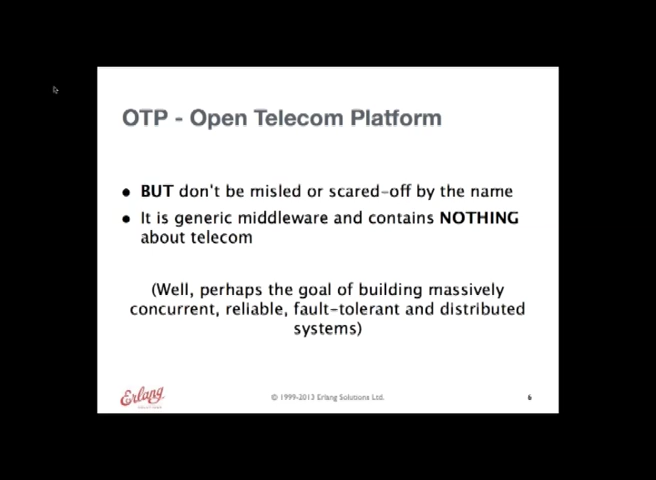 OTP - Open Telecom Platform
• BUT don't be misled or scared-off by the name
• It is generic middleware and contains NOTHING
about telecom
(Well, perhaps the goal of building massively
concurrent, reliable, fault-tolerant and distributed
systems)
Erlang
SOLUTIONS
© 1999-2013 Erlang Solutions Ltd.
6